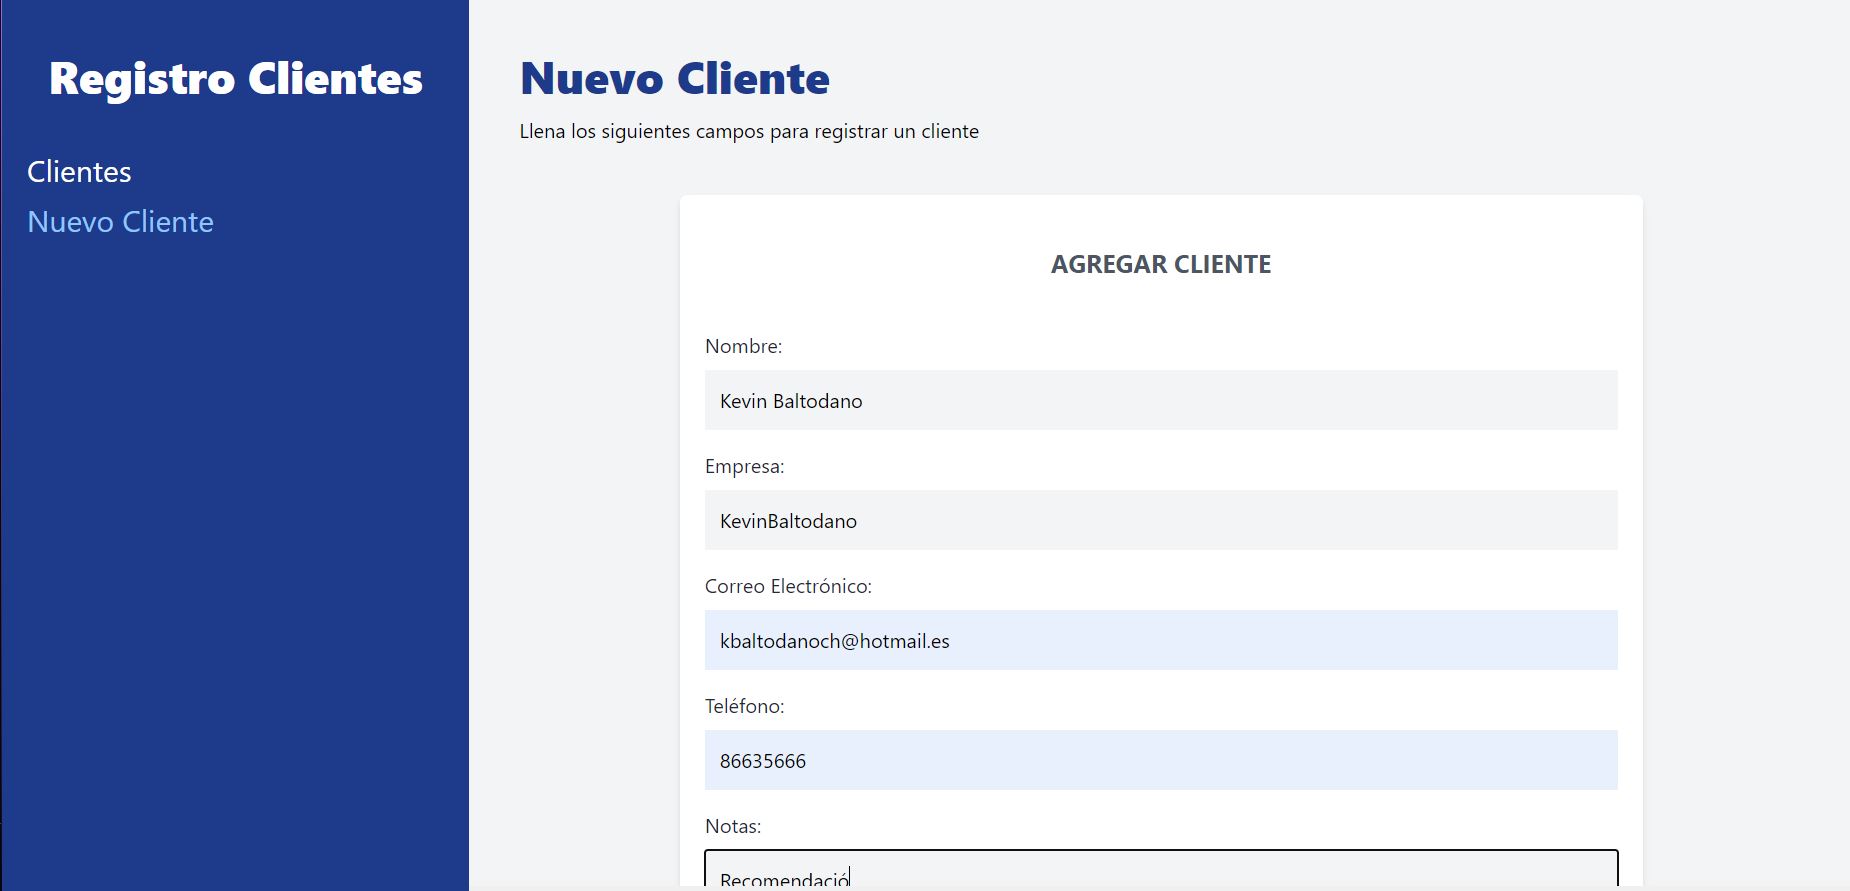 Registro Clientes
Clientes
Nuevo Cliente
Nuevo Cliente
Llena los siguientes campos para registrar un cliente
AGREGAR CLIENTE
Nombre:
Kevin Baltodano
Empresa:
KevinBaltodano
Correo Electrónico:
kbaltodanoch@hotmail.es
Teléfono:
86635666
Notas:
Recomendació